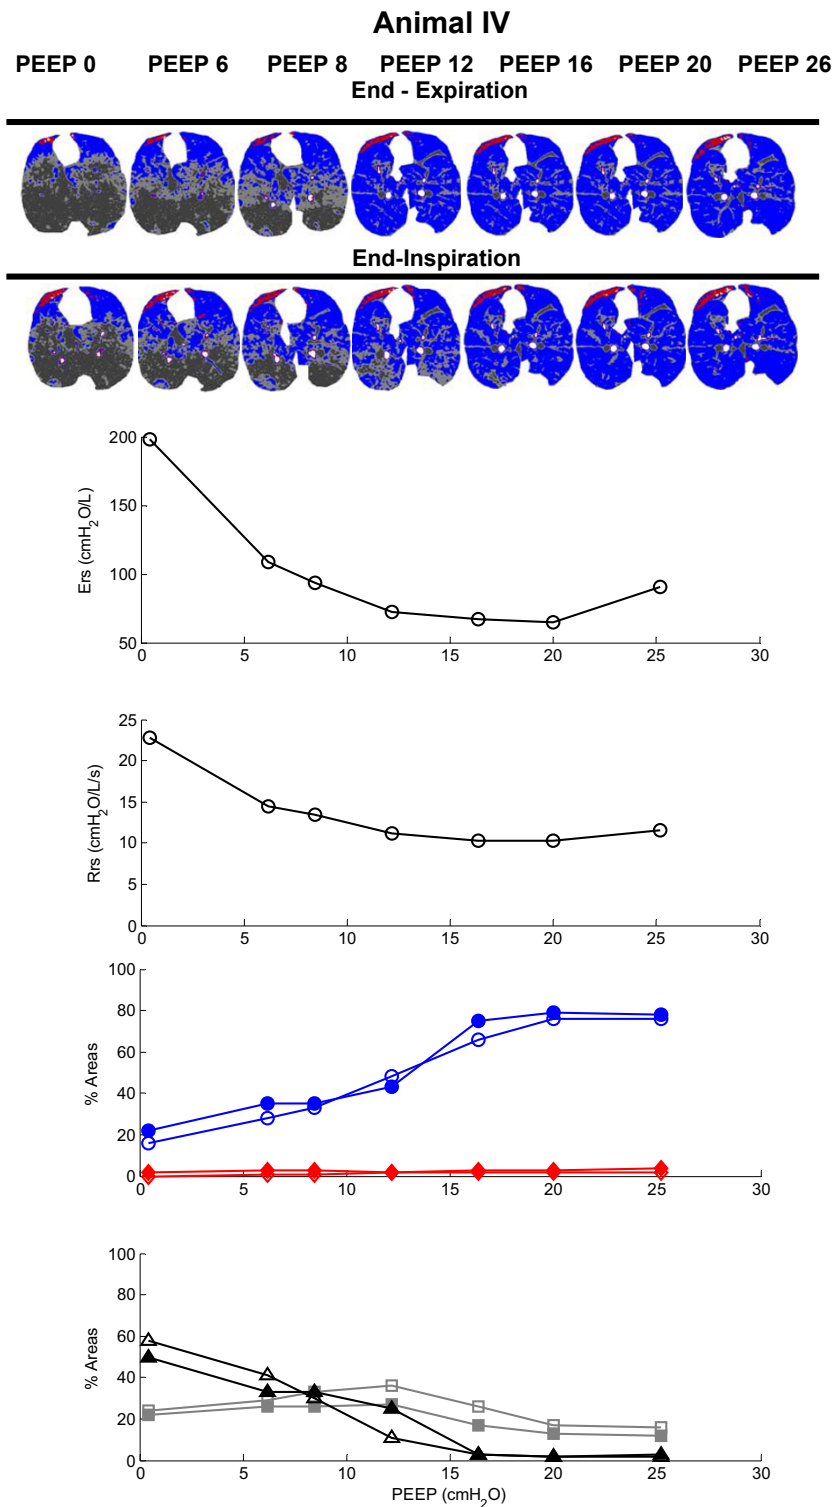 Animal IV
PEEP 0 PEEP 6 PEEP 8 PEEP 12 PEEP 16 PEEP 20 PEEP 26
End - Expiration
End-Inspiration
200
150
100
50
Ers (cmH2O/L)
0 5 10 15 20 25 30
25
20
15
10
5
0
Rrs (cmH2O/L/s)
0 5 10 15 20 25 30
100
80
60
40
20
0
% Areas
0 5 10 15 20 25 30
100
80
60
40
20
0
% Areas
0 5 10 15 20 25 30
PEEP (cmH2O)